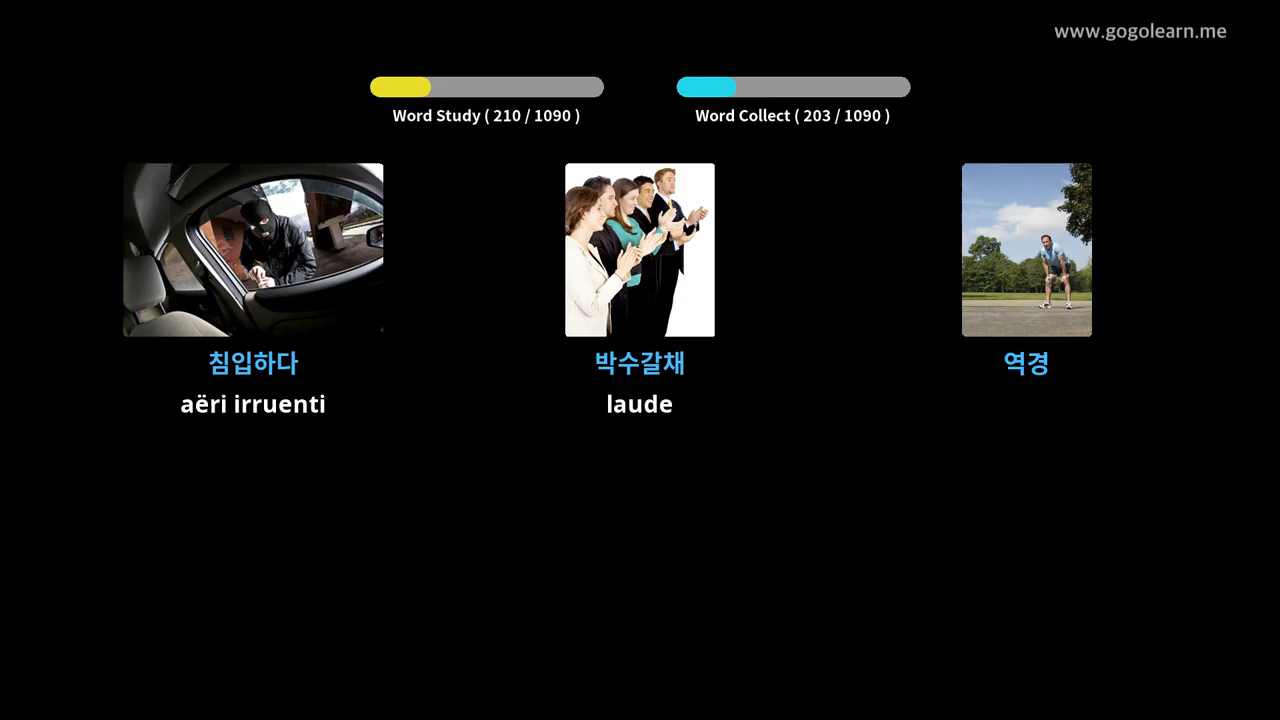 www.gogolearn.me
Word Study ( 210 / 1090 )
Word Collect ( 203 / 1090 )
침입하다
박수갈채
역경
aëri irruenti
laude